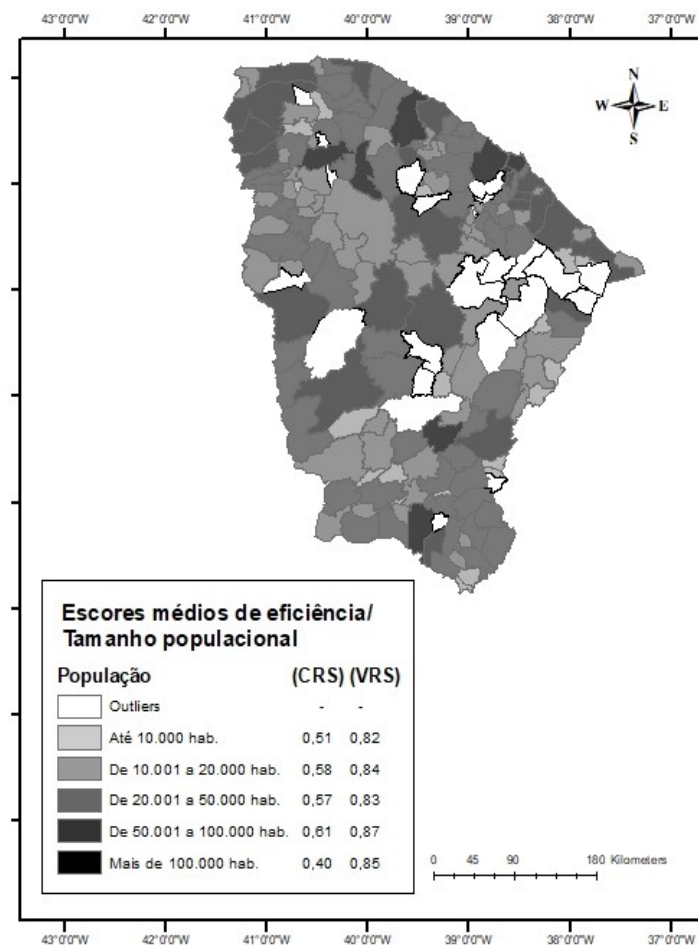 43°0'0"W 42°0'0"W 41°0'0"W 40°0'0"W 39°0'0"W 38°0'0"W 37°0'0"W
N
W E
S
Escores médios de eficiência/
Tamanho populacional
População (CRS) (VRS)
Outliers - -
Até 10.000 hab. 0,51 0,82
De 10.001 a 20.000 hab. 0,58 0,84
De 20.001 a 50.000 hab. 0,57 0,83
De 50.001 a 100.000 hab. 0,61 0,87
Mais de 100.000 hab. 0,40 0,85
0 45 90 180 Kilometers
43°0'0"W 42°0'0"W 41°0'0"W 40°0'0"W 39°0'0"W 38°0'0"W 37°0'0"W